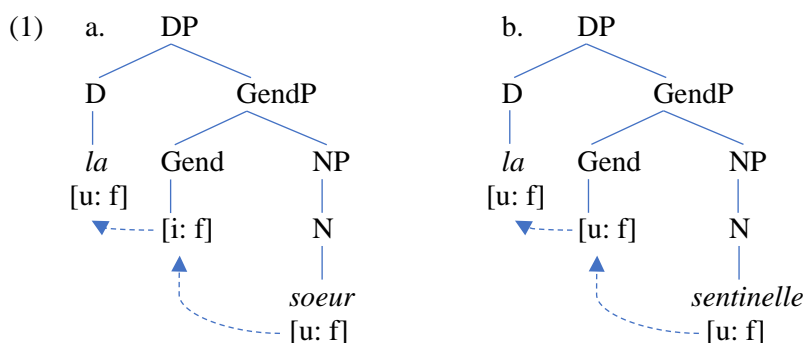 (1) a. DP b. DP
D GendP D GendP
la Gend NP la Gend NP
[u: f] [u: f]
[i: f] N [u: f] N
soeur sentinelle
[u: f] [u: f]